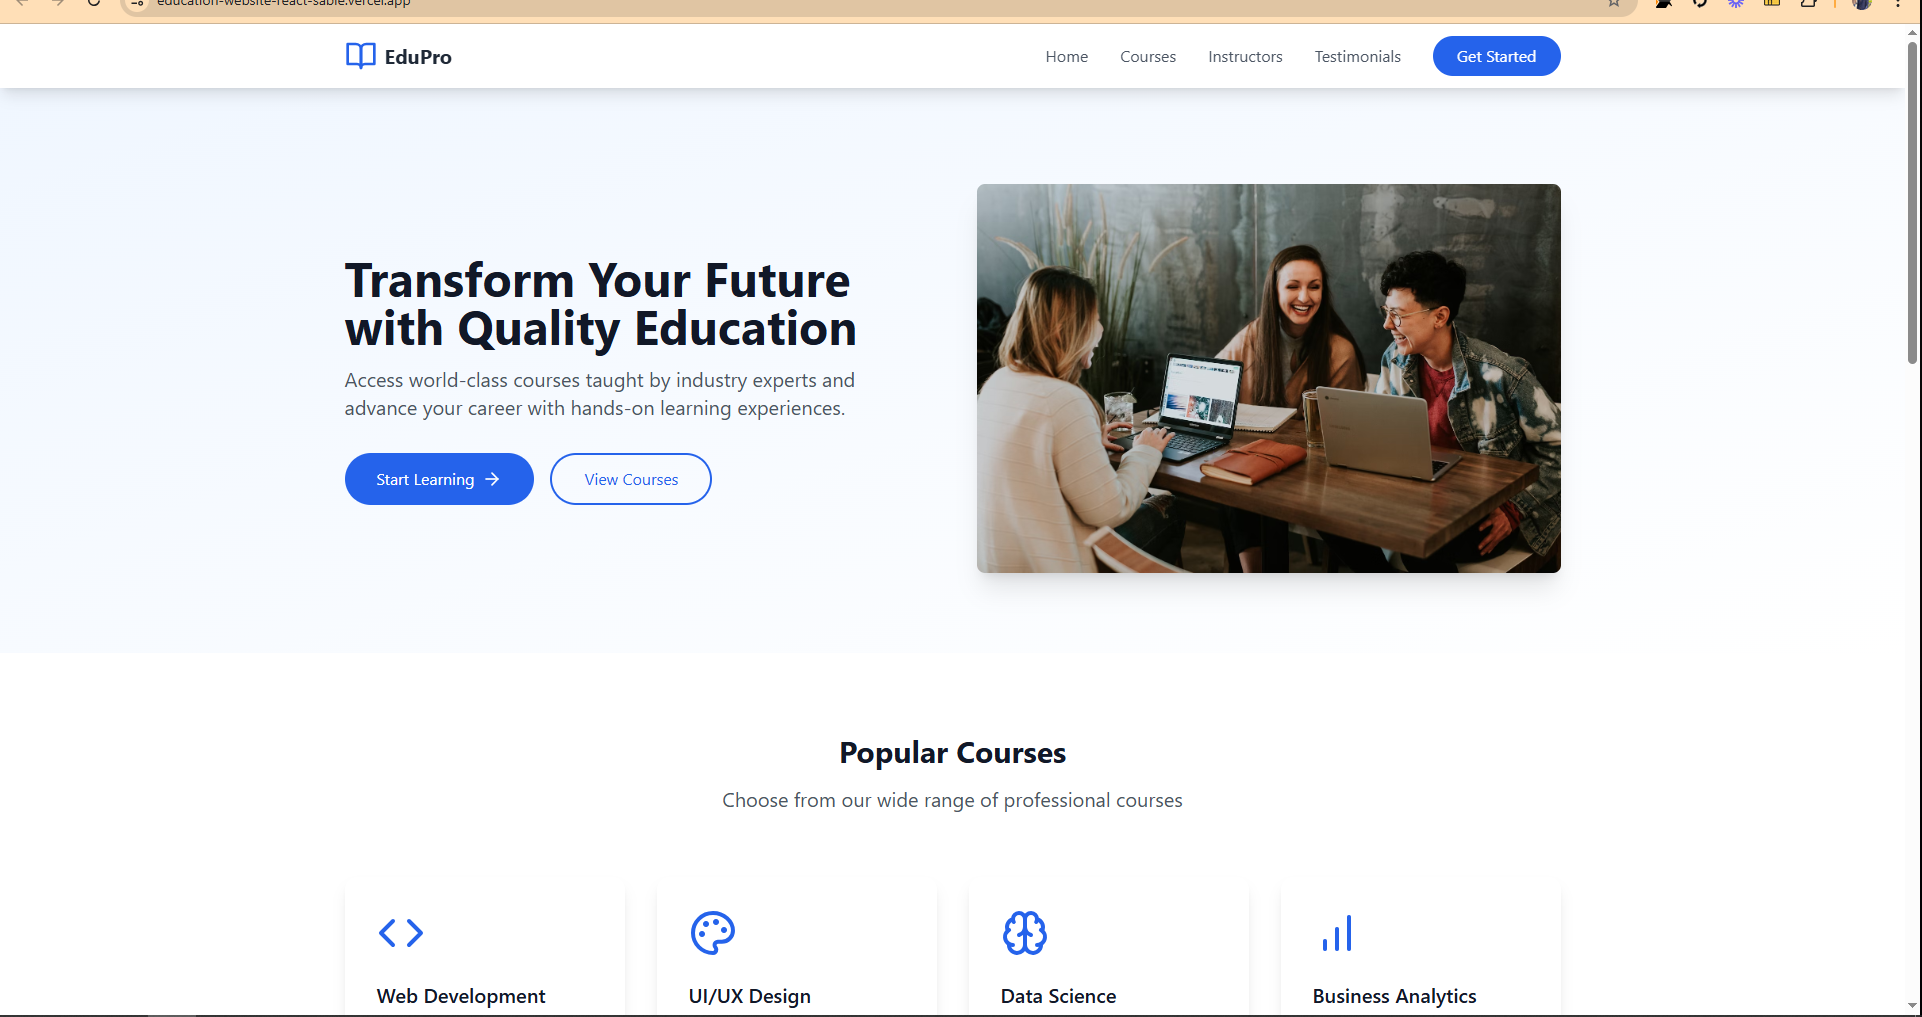 education-website-react-sable.vercel.app
EduPro
Home
Courses
Instructors
Testimonials
Get Started
Transform Your Future
with Quality Education
Access world-class courses taught by industry experts and
advance your career with hands-on learning experiences.
Start Learning
View Courses
Popular Courses
Choose from our wide range of professional courses
Web Development
UI/UX Design
Data Science
Business Analytics